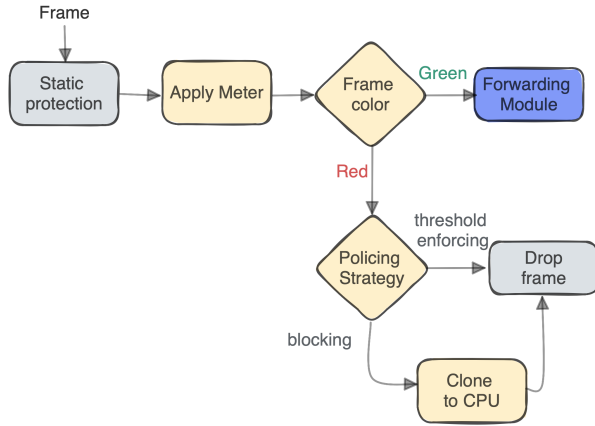 Frame
Static
protection
Apply Meter
Frame
color
Green
Forwarding
Module
Red
Policing
Strategy
threshold
enforcing
Drop
frame
blocking
Clone
to CPU